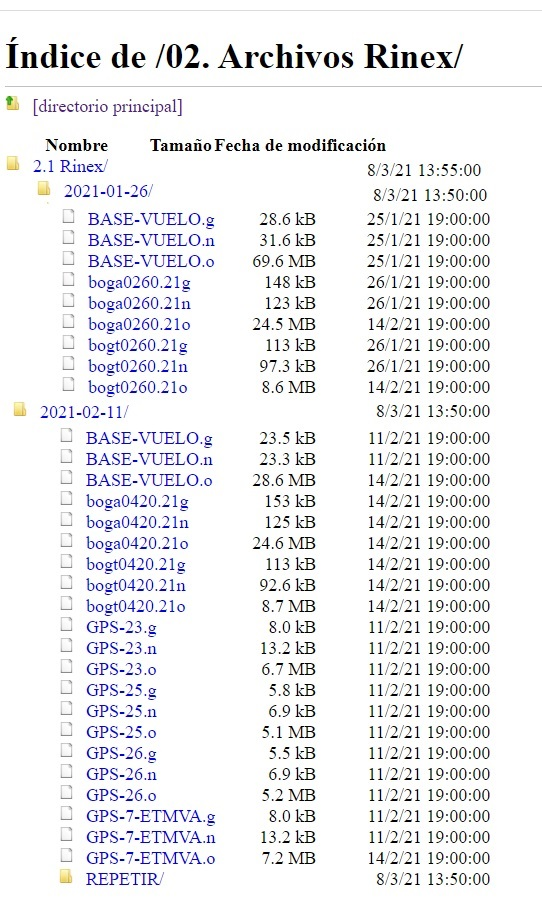 Índice de /02. Archivos Rinex/
[directorio principal]
Nombre Tamaño Fecha de modificación
2.1 Rinex/ 8/3/21 13:55:00
2021-01-26/ 8/3/21 13:50:00
BASE-VUELO.g 28.6 kB 25/1/21 19:00:00
BASE-VUELO.n 31.6 kB 25/1/21 19:00:00
BASE-VUELO.o 69.6 MB 25/1/21 19:00:00
boga0260.21g 148 kB 26/1/21 19:00:00
boga0260.21n 123 kB 26/1/21 19:00:00
boga0260.21o 24.5 MB 14/2/21 19:00:00
bogt0260.21g 113 kB 26/1/21 19:00:00
bogt0260.21n 97.3 kB 26/1/21 19:00:00
bogt0260.21o 8.6 MB 14/2/21 19:00:00
2021-02-11/ 8/3/21 13:50:00
BASE-VUELO.g 23.5 kB 11/2/21 19:00:00
BASE-VUELO.n 23.3 kB 11/2/21 19:00:00
BASE-VUELO.o 28.6 MB 14/2/21 19:00:00
boga0420.21g 153 kB 14/2/21 19:00:00
boga0420.21n 125 kB 14/2/21 19:00:00
boga0420.21o 24.6 MB 14/2/21 19:00:00
bogt0420.21g 113 kB 14/2/21 19:00:00
bogt0420.21n 92.6 kB 14/2/21 19:00:00
bogt0420.21o 8.7 MB 14/2/21 19:00:00
GPS-23.g 8.0 kB 11/2/21 19:00:00
GPS-23.n 13.2 kB 11/2/21 19:00:00
GPS-23.o 6.7 MB 11/2/21 19:00:00
GPS-25.g 5.8 kB 11/2/21 19:00:00
GPS-25.n 6.9 kB 11/2/21 19:00:00
GPS-25.o 5.1 MB 11/2/21 19:00:00
GPS-26.g 5.5 kB 11/2/21 19:00:00
GPS-26.n 6.9 kB 11/2/21 19:00:00
GPS-26.o 5.2 MB 11/2/21 19:00:00
GPS-7-ETMVA.g 8.0 kB 11/2/21 19:00:00
GPS-7-ETMVA.n 13.2 kB 11/2/21 19:00:00
GPS-7-ETMVA.o 7.2 MB 14/2/21 19:00:00
REPETIR/ 8/3/21 13:50:00